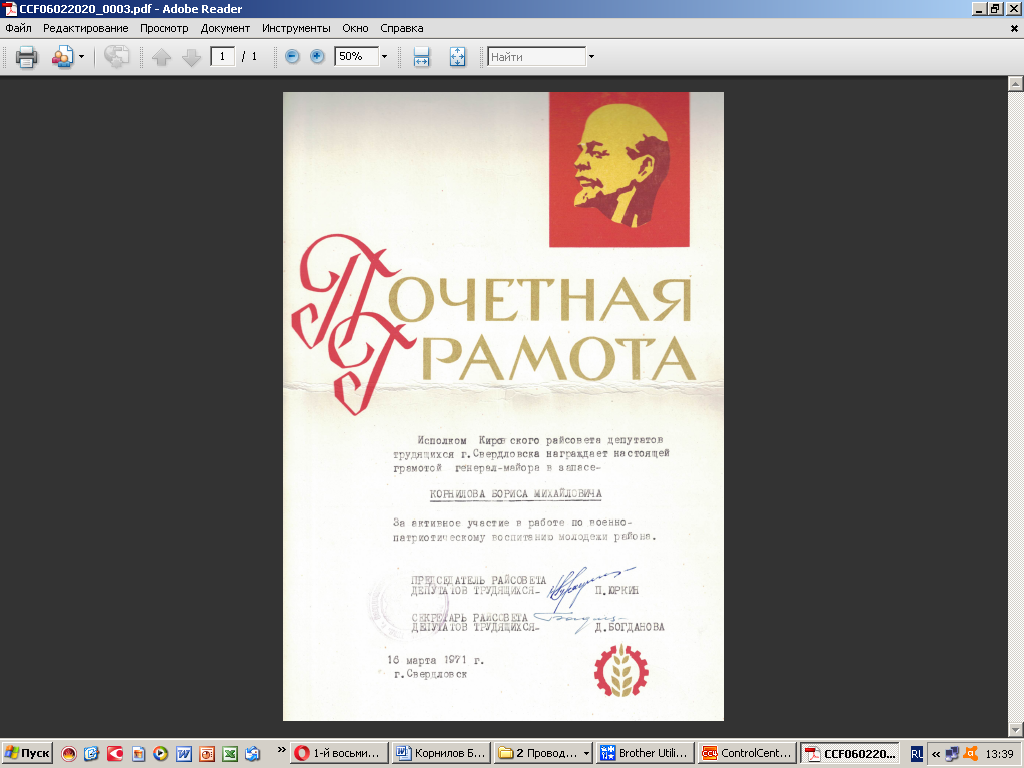 CCF06022020_0003.pdf - Adobe Reader
Файл Редактирование Просмотр Документ Инструменты Окно Справка
1 / 1 50% Найти
ПОЧЕТНАЯ
ГРАМОТА
Исполком Кировского райсовета депутатов
трудящихся г.Свердловска награждает настоящей
грамотой генерал-майора в запасе-
КОРНИЛОВА БОРИСА МИХАЙЛОВИЧА
За активное участие в работе по военно-
патриотическому воспитанию молодежи района.
ПРЕДСЕДАТЕЛЬ РАЙСОВЕТА
ДЕПУТАТОВ ТРУДЯЩИХСЯ- П.ЮРКИН
СЕКРЕТАРЬ РАЙСОВЕТА
ДЕПУТАТОВ ТРУДЯЩИХСЯ- Д.БОГДАНОВА
16 марта 1971 г.
г.Свердловск
Пуск » 1-й восьми... Корнилов Б... 2 Провод... Brother Utili... ControlCent... CCF060220... RL « 13:39